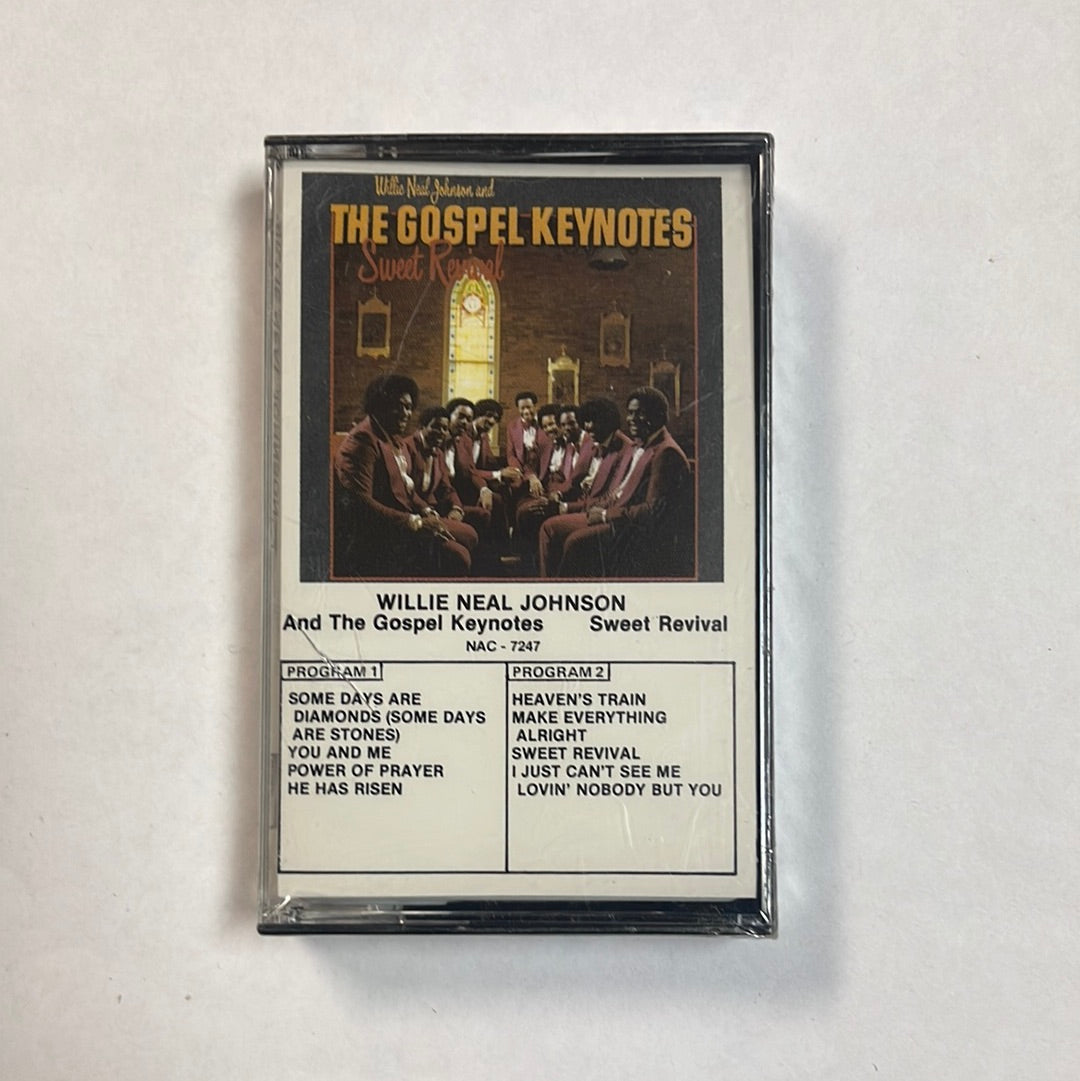 Willie Neal Johnson and
THE GOSPEL KEYNOTES
Sweet Revival
WILLIE NEAL JOHNSON
And The Gospel Keynotes Sweet Revival
NAC - 7247
PROGRAM 1
SOME DAYS ARE
DIAMONDS (SOME DAYS
ARE STONES)
YOU AND ME
POWER OF PRAYER
HE HAS RISEN
PROGRAM 2
HEAVEN'S TRAIN
MAKE EVERYTHING
ALRIGHT
SWEET REVIVAL
I JUST CAN'T SEE ME
LOVIN' NOBODY BUT YOU